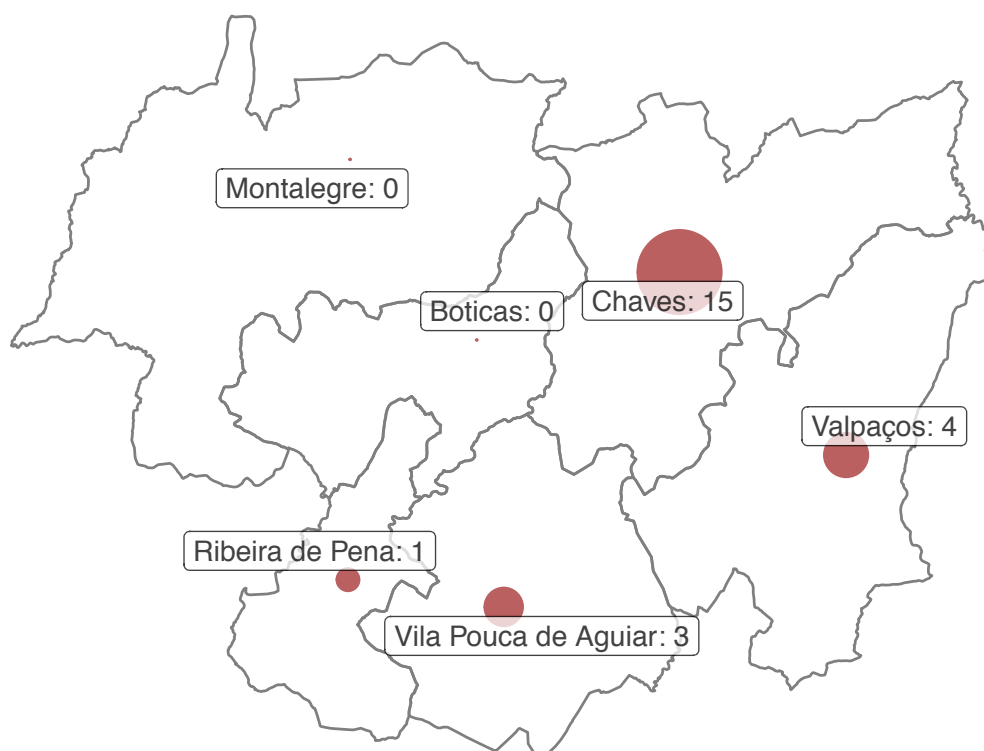 Montalegre: 0
Boticas: 0
Chaves: 15
Valpaços: 4
Ribeira de Pena: 1
Vila Pouca de Aguiar: 3